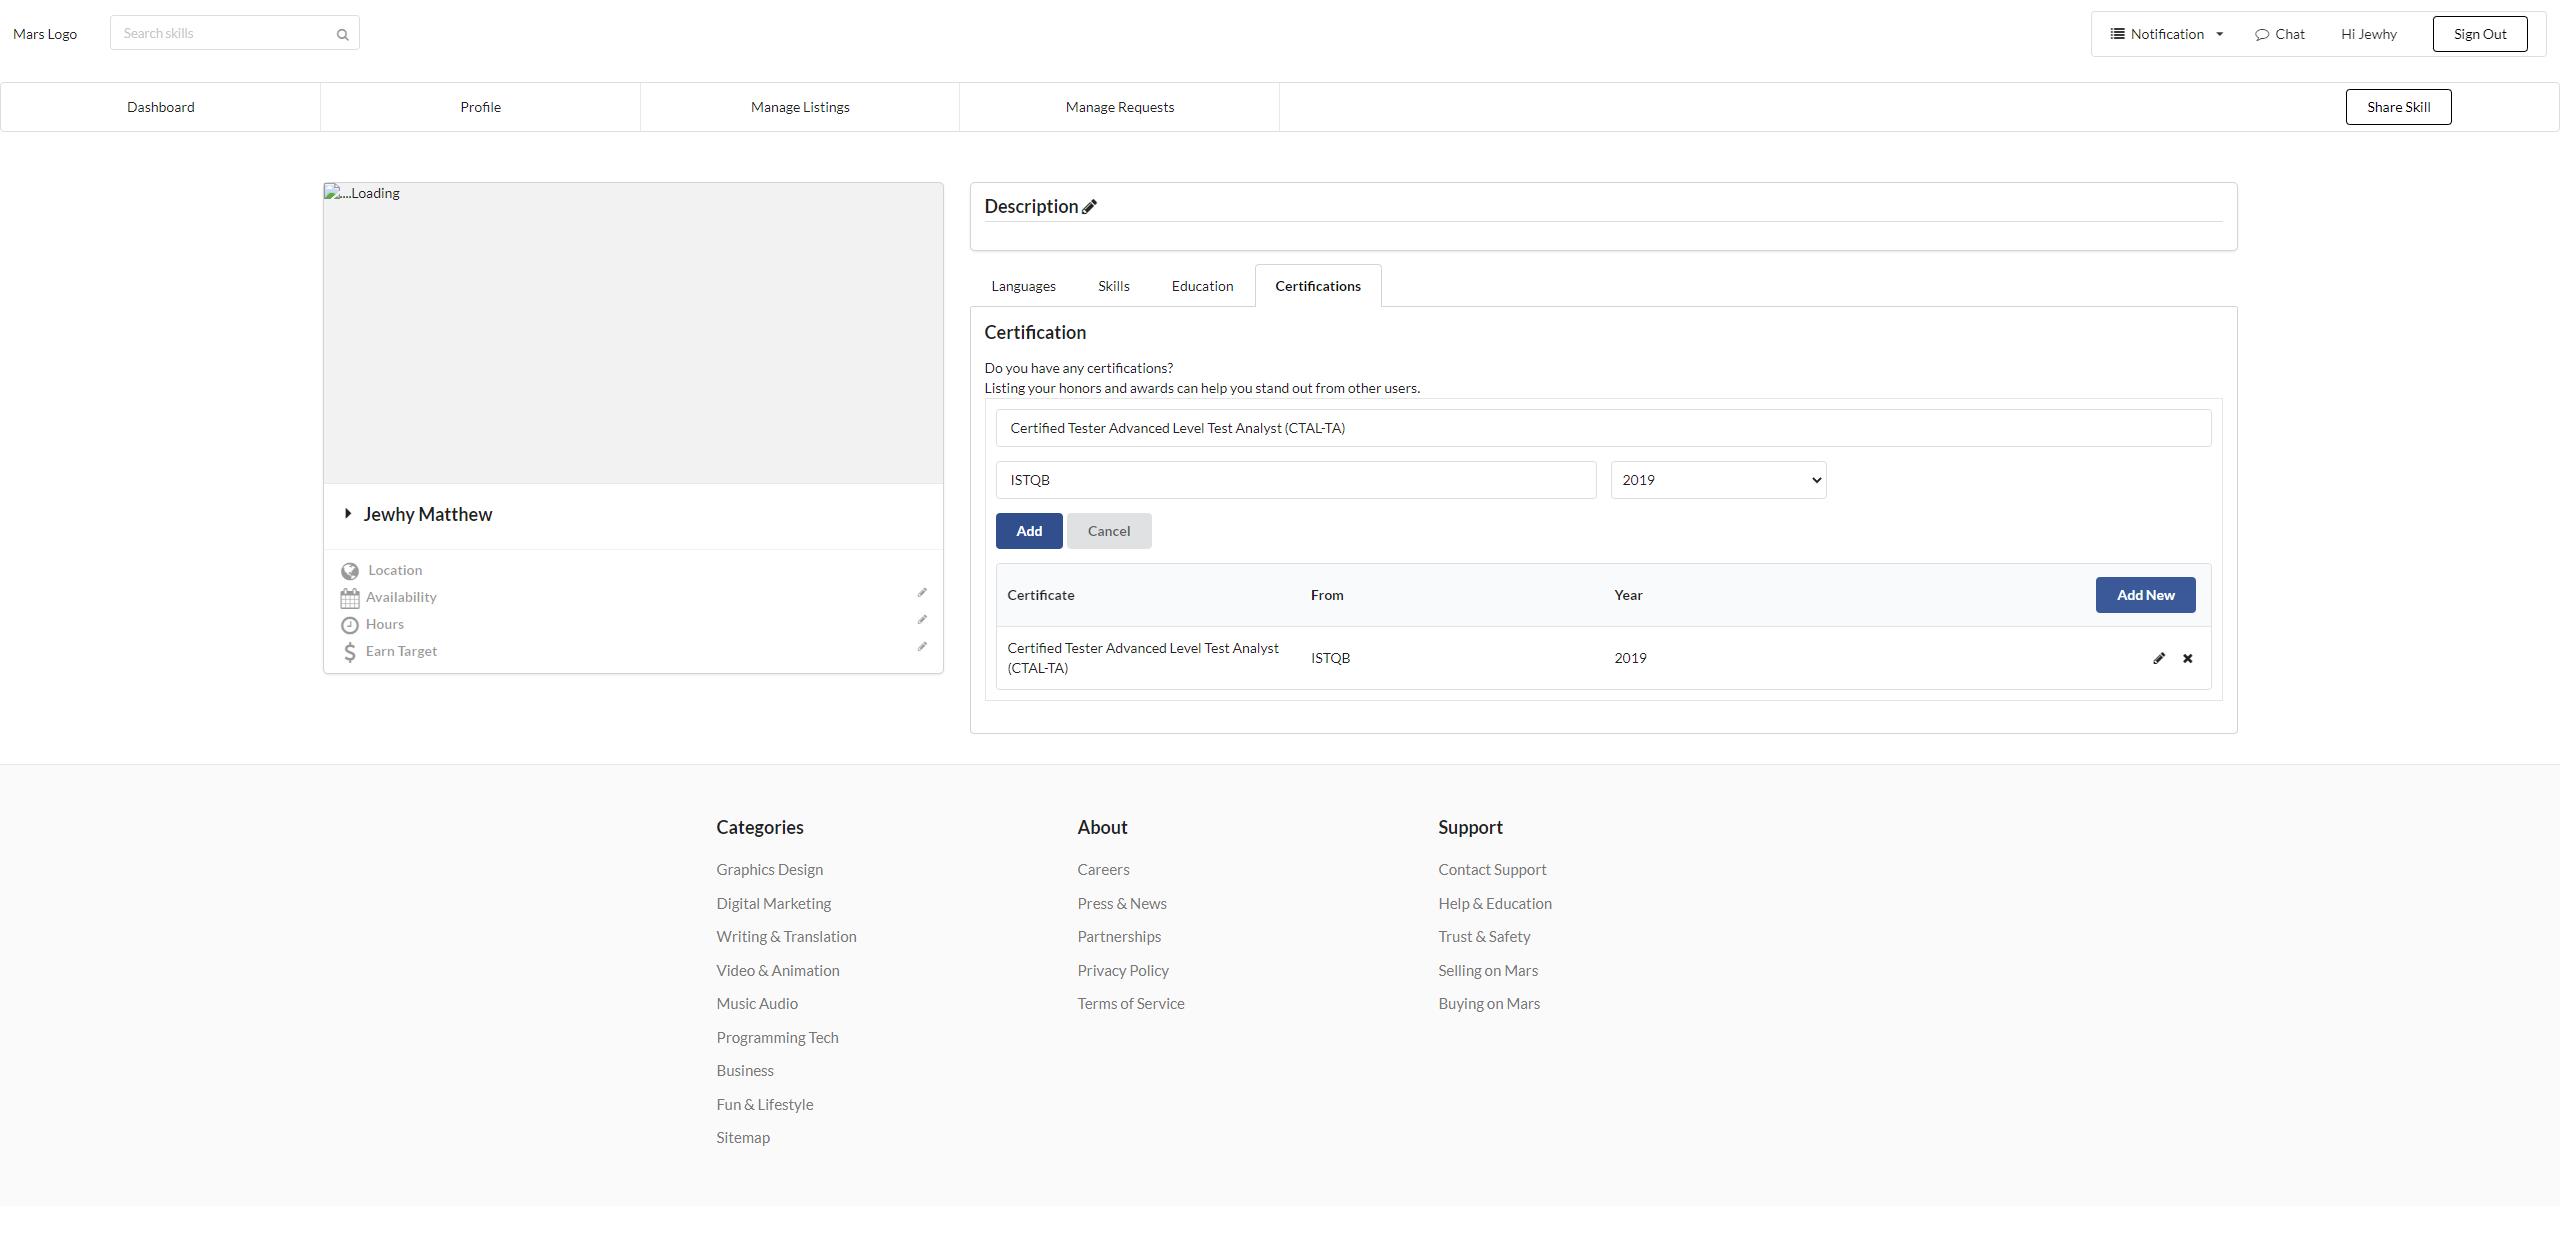 Mars Logo
Search skills
Notification
Chat
Hi Jewhy
Sign Out
Dashboard
Profile
Manage Listings
Manage Requests
Share Skill
....Loading
Jewhy Matthew
Location
Availability
Hours
Earn Target
Description
Languages
Skills
Education
Certifications
Certification
Do you have any certifications?
Listing your honors and awards can help you stand out from other users.
Certified Tester Advanced Level Test Analyst (CTAL-TA)
ISTQB
2019
Add
Cancel
Certificate
From
Year
Add New
Certified Tester Advanced Level Test Analyst
(CTAL-TA)
ISTQB
2019
Categories
Graphics Design
Digital Marketing
Writing & Translation
Video & Animation
Music Audio
Programming Tech
Business
Fun & Lifestyle
Sitemap
About
Careers
Press & News
Partnerships
Privacy Policy
Terms of Service
Support
Contact Support
Help & Education
Trust & Safety
Selling on Mars
Buying on Mars